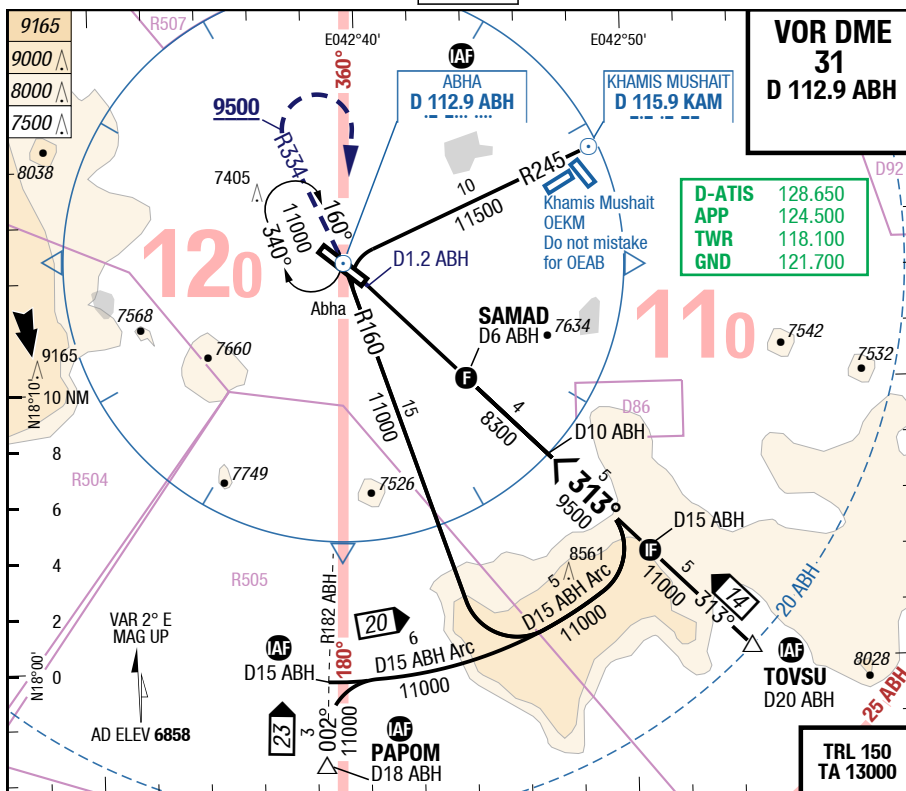 9165
9000
8000
7500
R507
E042°40'
E042°50'
VOR DME
31
D 112.9 ABH
IAF
ABHA
D 112.9 ABH
KHAMIS MUSHAIT
D 115.9 KAM
360°
9500
R334
8038
7405
160°
11000
340°
R245
10
11500
Khamis Mushait
OEKM
Do not mistake
for OEAB
D92
D-ATIS 128.650
APP 124.500
TWR 118.100
GND 121.700
120
D1.2 ABH
Abha
SAMAD
D6 ABH
7634
110
7568
7660
7542
7532
9165
N18°10'
10 NM
R160
F
15
11000
4
8300
D86
D10 ABH
8
7749
7526
R504
6
5
313°
9500
D15 ABH
IF
4
R505
8561
5
D15 ABH Arc
11000
5
11000
313°
14
20 ABH
VAR 2° E
MAG UP
2
R182 ABH
20
6
D15 ABH Arc
11000
IAF
D15 ABH
180°
N18°00'
0
IAF
TOVSU
D20 ABH
8028
25 ABH
AD ELEV 6858
23
3
002°
11000
IAF
PAPOM
D18 ABH
TRL 150
TA 13000